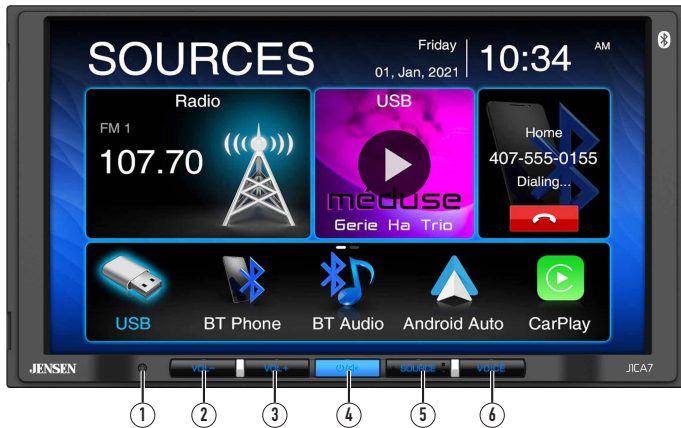 SOURCES
Friday
01, Jan, 2021
10:34 AM
Radio
FM 1
107.70
USB
méduse
Gerie Ha Trio
Home
407-555-0155
Dialing...
USB
BT Phone
BT Audio
Android Auto
CarPlay
JENSEN
VOL-
VOL+
SOURCE
VOICE
J1CA7
1
2
3
4
5
6